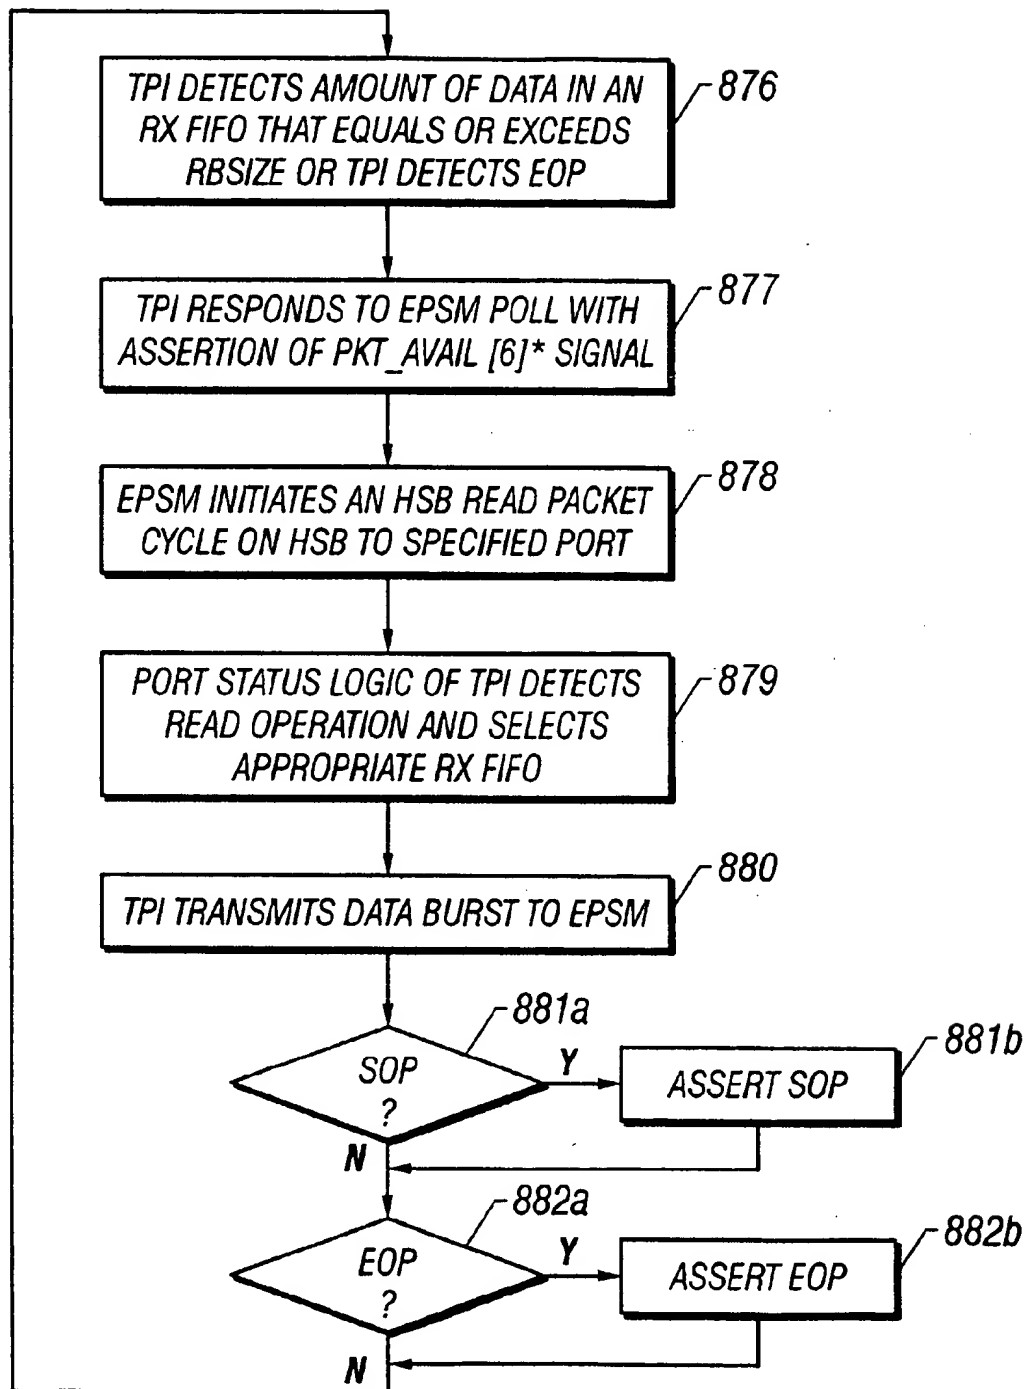 TPI DETECTS AMOUNT OF DATA IN AN
RX FIFO THAT EQUALS OR EXCEEDS
RBSIZE OR TPI DETECTS EOP
876
TPI RESPONDS TO EPSM POLL WITH
ASSERTION OF PKT_AVAIL [6]* SIGNAL
877
EPSM INITIATES AN HSB READ PACKET
CYCLE ON HSB TO SPECIFIED PORT
878
PORT STATUS LOGIC OF TPI DETECTS
READ OPERATION AND SELECTS
APPROPRIATE RX FIFO
879
TPI TRANSMITS DATA BURST TO EPSM
880
SOP
?
881a
Y
ASSERT SOP
881b
N
EOP
?
882a
Y
ASSERT EOP
882b
N